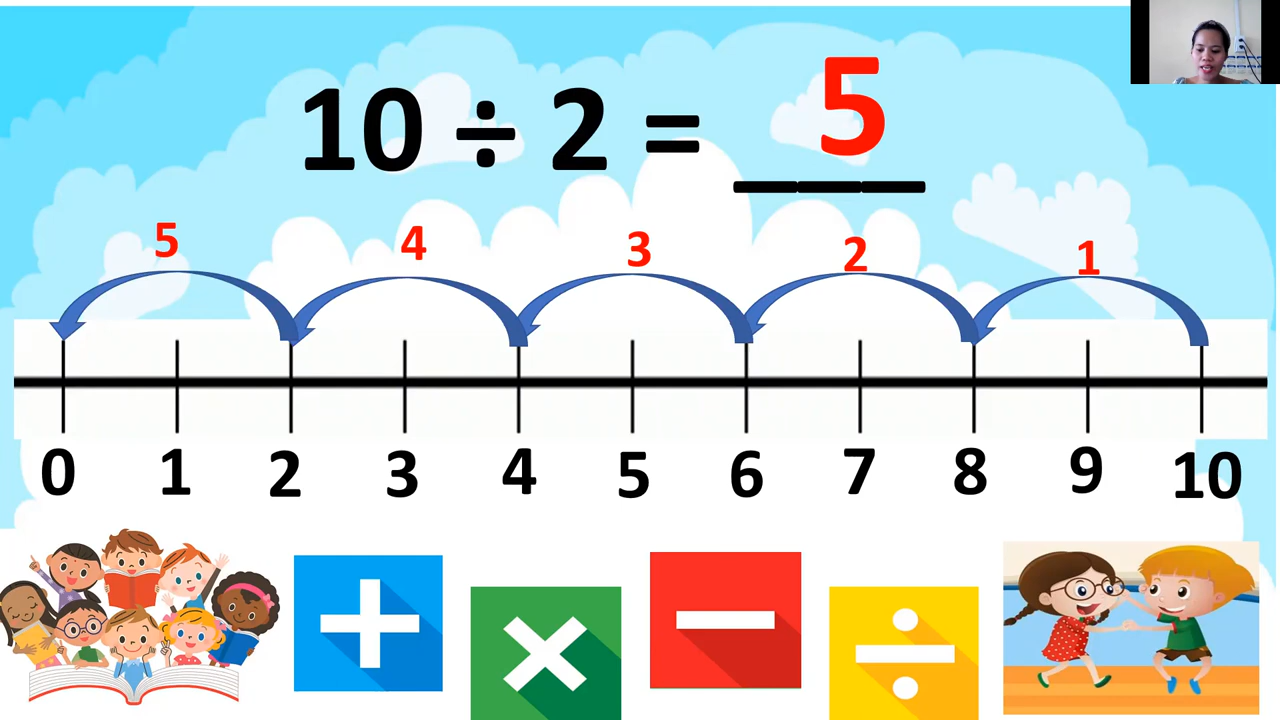 10 ÷ 2 = 5
5 4 3 2 1
0 1 2 3 4 5 6 7 8 9 10
+ × − ÷